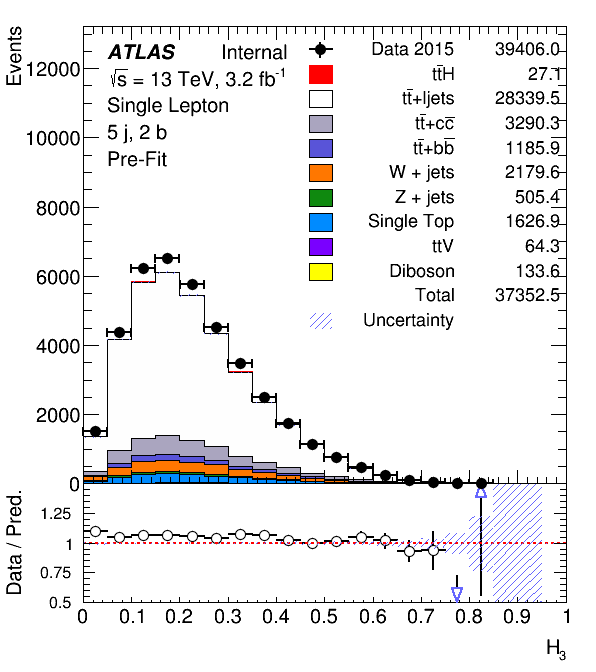 Events
12000
10000
8000
6000
4000
2000
0
ATLAS Internal
√s = 13 TeV, 3.2 fb⁻¹
Single Lepton
5 j, 2 b
Pre-Fit
Data 2015 39406.0
tt̄H 27.1
tt̄+ljets 28339.5
tt̄+cc̄ 3290.3
tt̄+bb̄ 1185.9
W + jets 2179.6
Z + jets 505.4
Single Top 1626.9
ttV 64.3
Diboson 133.6
Total 37352.5
Uncertainty
Data / Pred.
1.25
1
0.75
0.5
0 0.1 0.2 0.3 0.4 0.5 0.6 0.7 0.8 0.9 1
H₃